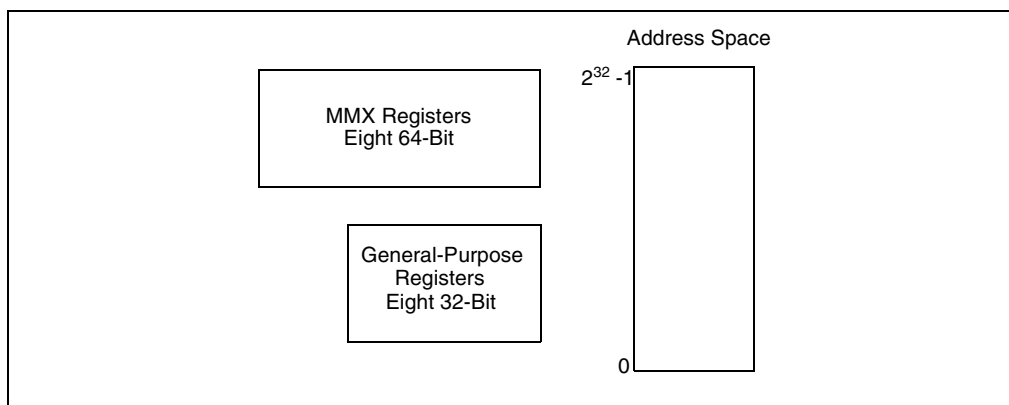 Address Space
2³² -1
MMX Registers
Eight 64-Bit
General-Purpose
Registers
Eight 32-Bit
0